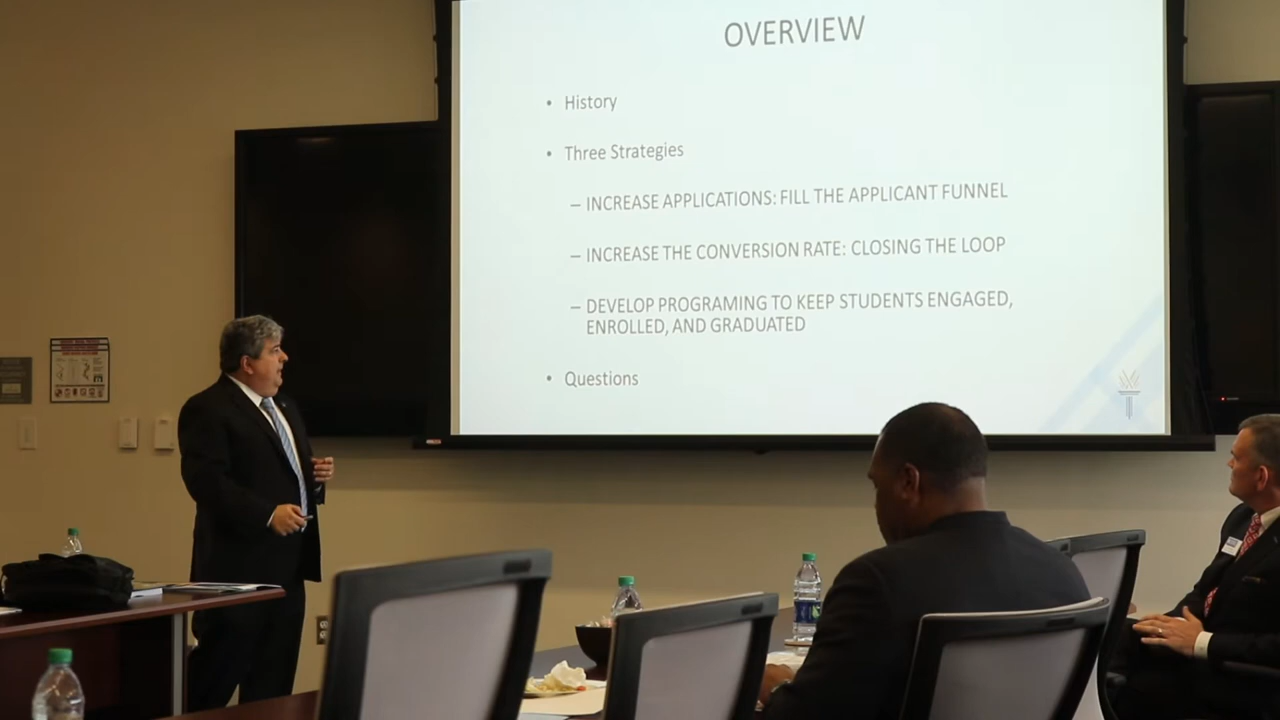 OVERVIEW
• History
• Three Strategies
– INCREASE APPLICATIONS: FILL THE APPLICANT FUNNEL
– INCREASE THE CONVERSION RATE: CLOSING THE LOOP
– DEVELOP PROGRAMING TO KEEP STUDENTS ENGAGED,
ENROLLED, AND GRADUATED
• Questions